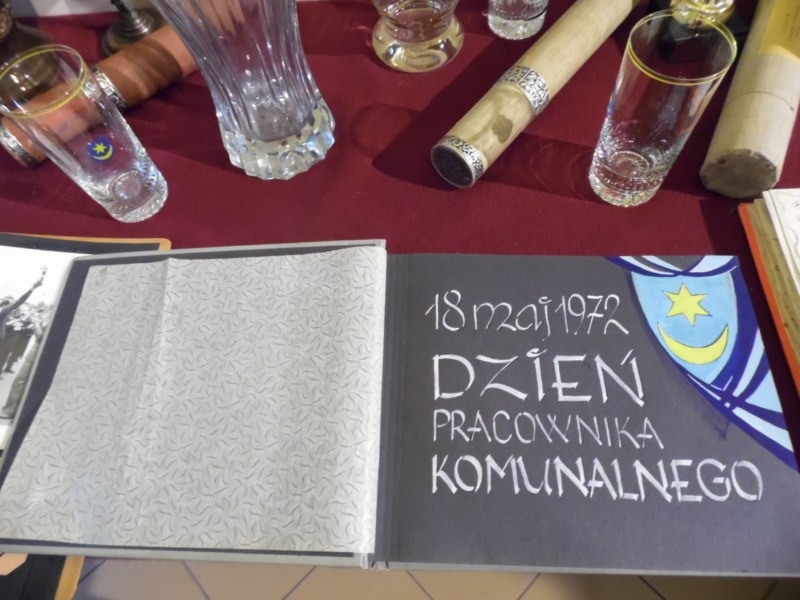 18 maj 1972
DZIEŃ
PRACOWNIKA
KOMUNALNEGO